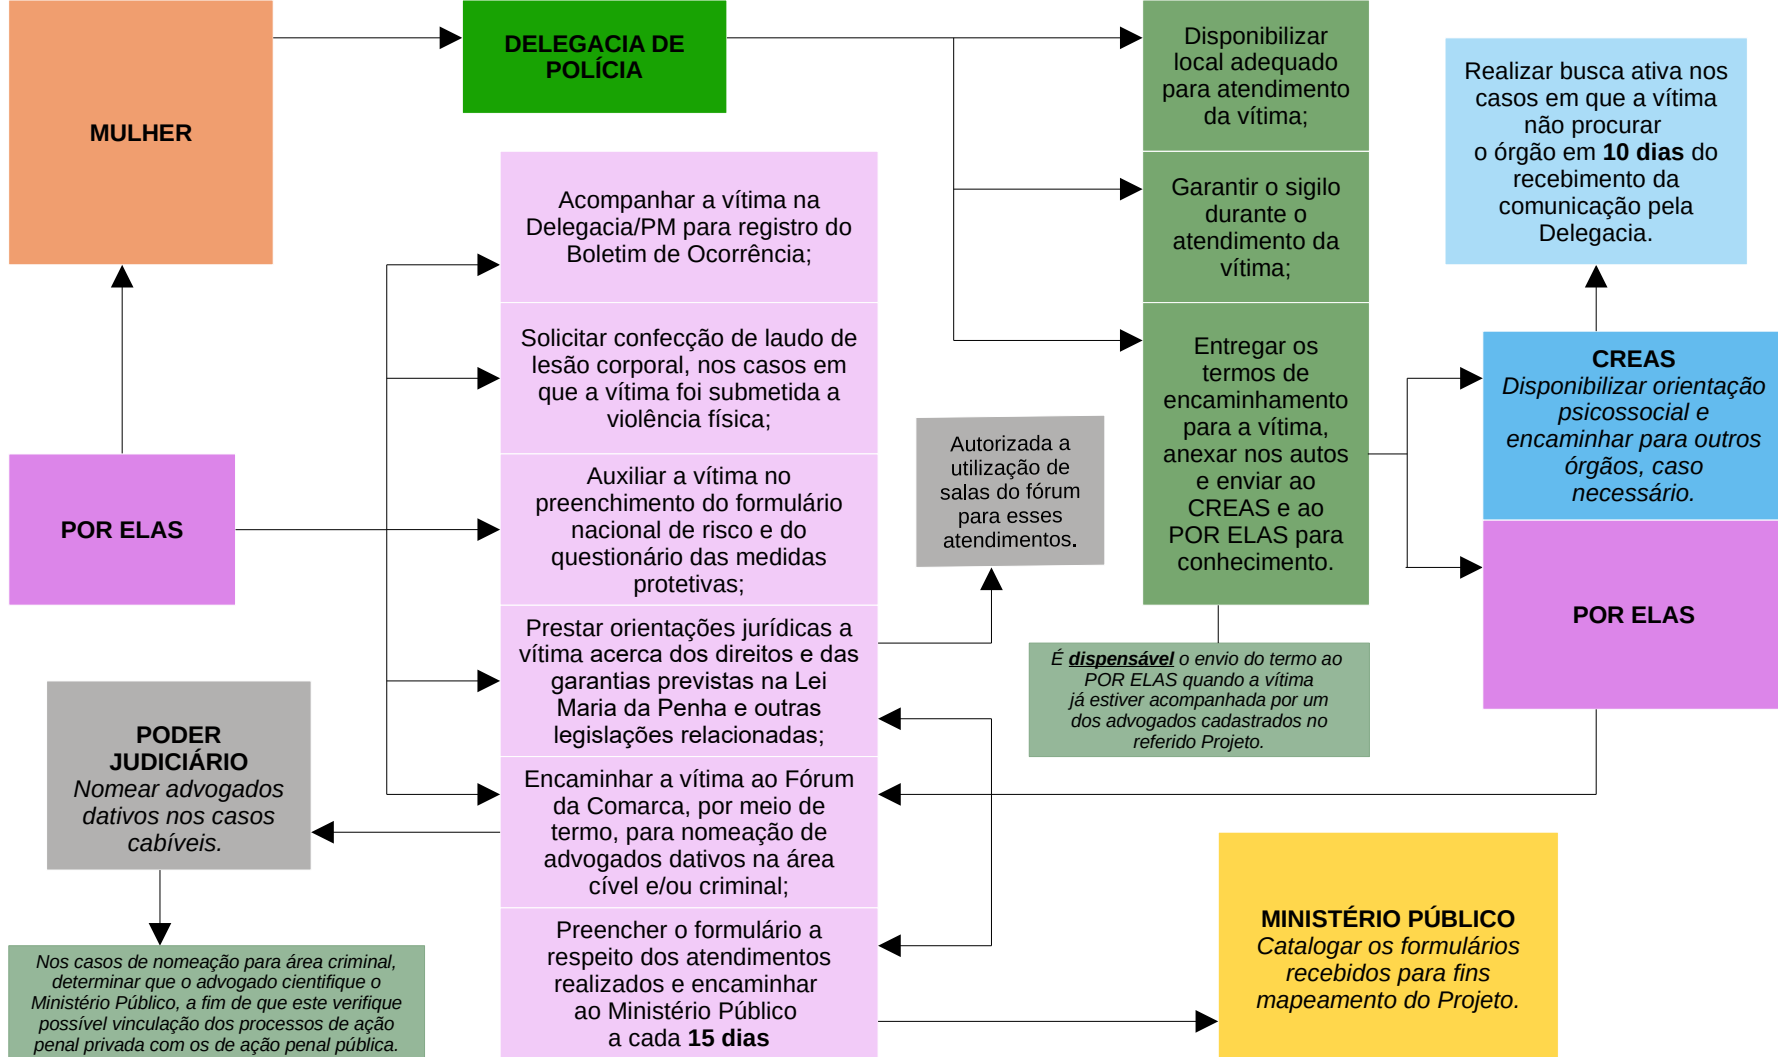 MULHER
DELEGACIA DE
POLÍCIA
Disponibilizar
local adequado
para atendimento
da vítima;
Garantir o sigilo
durante o
atendimento da
vítima;
Entregar os
termos de
encaminhamento
para a vítima,
anexar nos autos
e enviar ao
CREAS e ao
POR ELAS para
conhecimento.
É dispensável o envio do termo ao
POR ELAS quando a vítima
já estiver acompanhada por um
dos advogados cadastrados no
referido Projeto.
Realizar busca ativa nos
casos em que a vítima
não procurar
o órgão em 10 dias do
recebimento da
comunicação pela
Delegacia.
CREAS
Disponibilizar orientação
psicossocial e
encaminhar para outros
órgãos, caso
necessário.
POR ELAS
POR ELAS
Acompanhar a vítima na
Delegacia/PM para registro do
Boletim de Ocorrência;
Solicitar confecção de laudo de
lesão corporal, nos casos em
que a vítima foi submetida a
violência física;
Auxiliar a vítima no
preenchimento do formulário
nacional de risco e do
questionário das medidas
protetivas;
Prestar orientações jurídicas a
vítima acerca dos direitos e das
garantias previstas na Lei
Maria da Penha e outras
legislações relacionadas;
Encaminhar a vítima ao Fórum
da Comarca, por meio de
termo, para nomeação de
advogados dativos na área
cível e/ou criminal;
Preencher o formulário a
respeito dos atendimentos
realizados e encaminhar
ao Ministério Público
a cada 15 dias
Autorizada a
utilização de
salas do fórum
para esses
atendimentos.
PODER
JUDICIÁRIO
Nomear advogados
dativos nos casos
cabíveis.
Nos casos de nomeação para área criminal,
determinar que o advogado cientifique o
Ministério Público, a fim de que este verifique
possível vinculação dos processos de ação
penal privada com os de ação penal pública.
MINISTÉRIO PÚBLICO
Catalogar os formulários
recebidos para fins
mapeamento do Projeto.